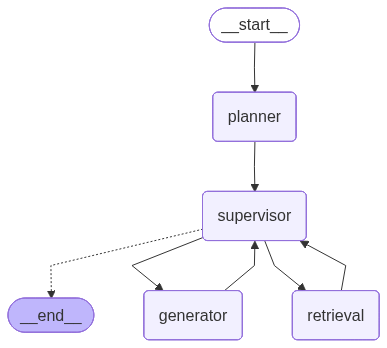 __start__
planner
supervisor
__end__
generator
retrieval